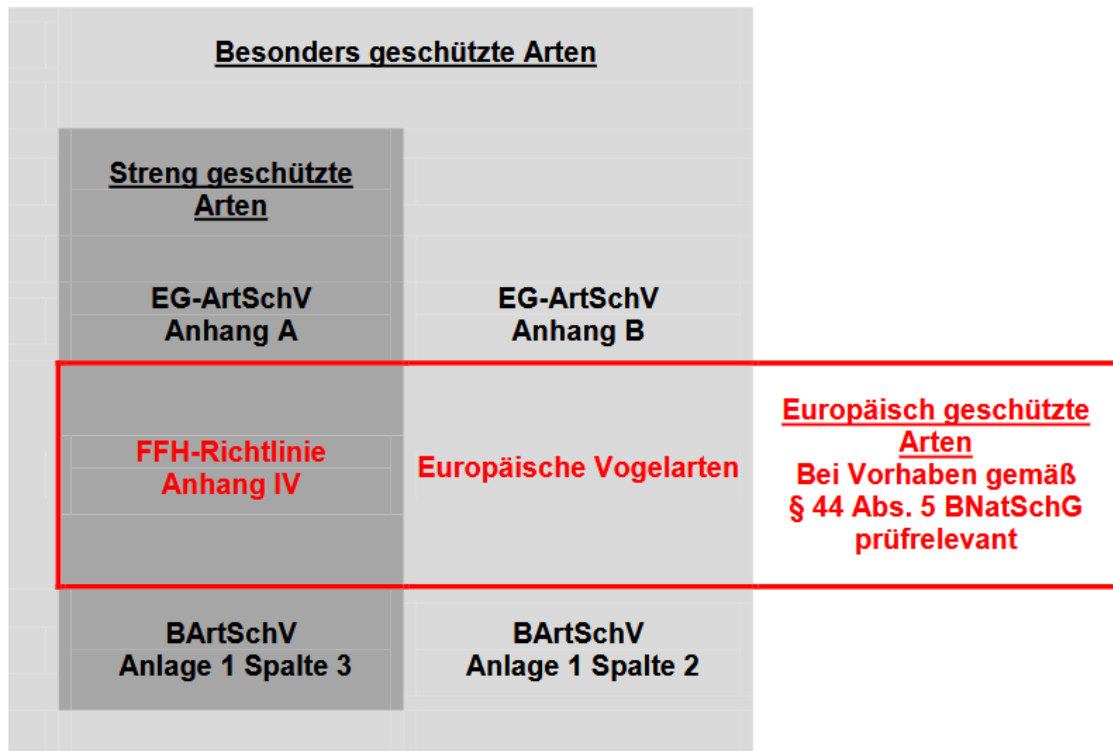 Besonders geschützte Arten
Streng geschützte
Arten
EG-ArtSchV
Anhang A
EG-ArtSchV
Anhang B
FFH-Richtlinie
Anhang IV
Europäische Vogelarten
Europäisch geschützte
Arten
Bei Vorhaben gemäß
§ 44 Abs. 5 BNatSchG
prüfrelevant
BArtSchV
Anlage 1 Spalte 3
BArtSchV
Anlage 1 Spalte 2